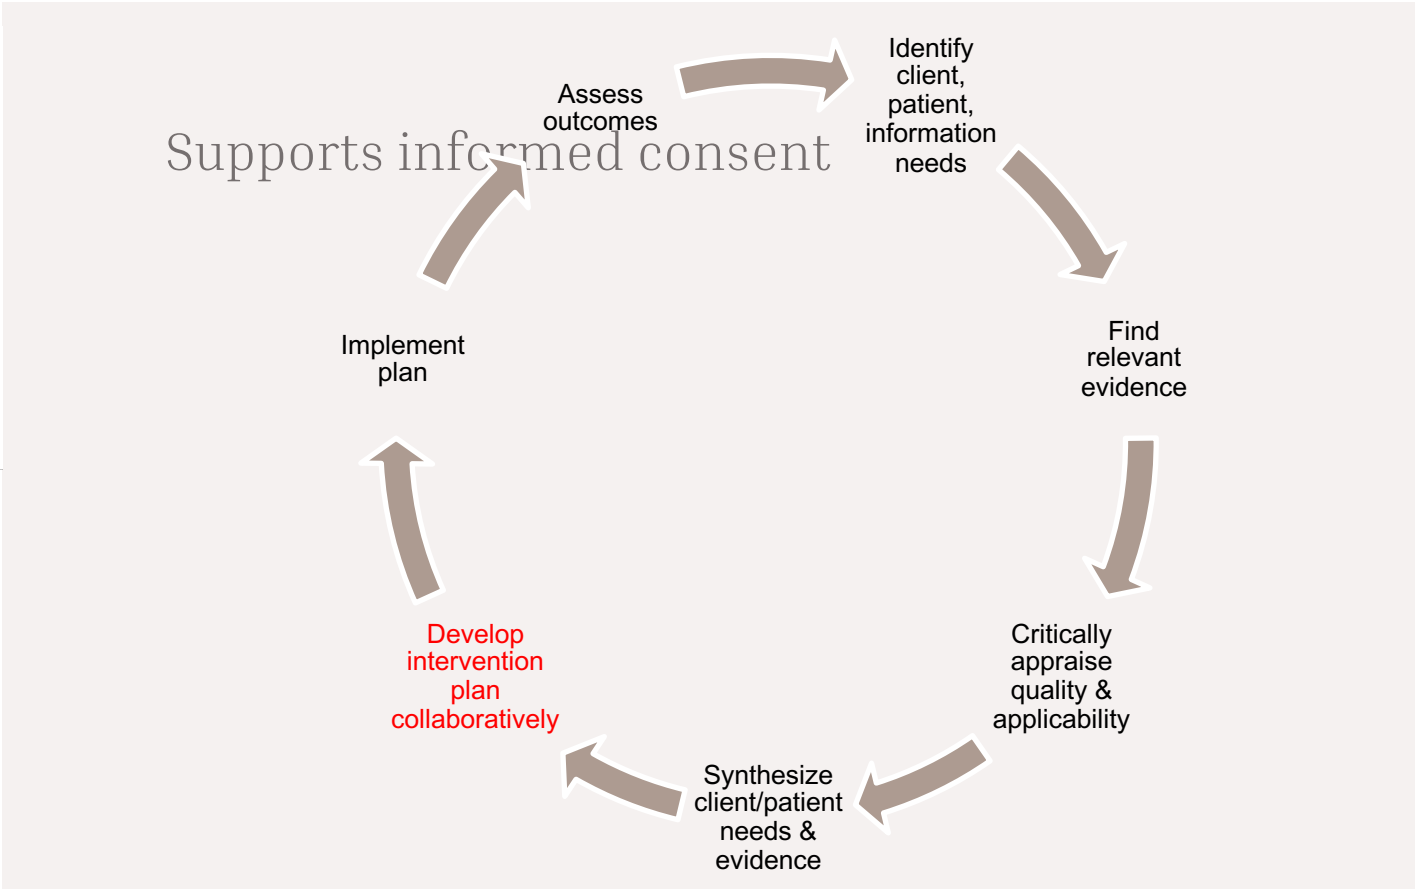 Supports informed consent
Identify
client,
patient,
information
needs
Find
relevant
evidence
Critically
appraise
quality &
applicability
Synthesize
client/patient
needs &
evidence
Develop
intervention
plan
collaboratively
Implement
plan
Assess
outcomes